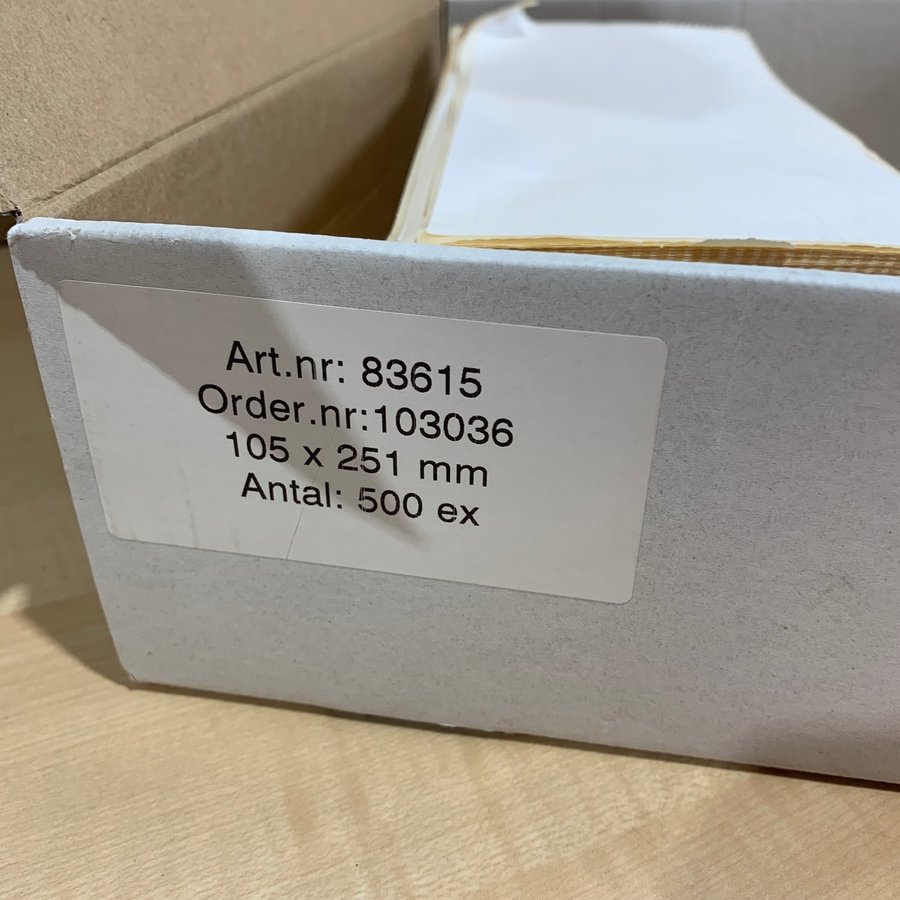 Art.nr: 83615
Order.nr:103036
105 x 251 mm
Antal: 500 ex